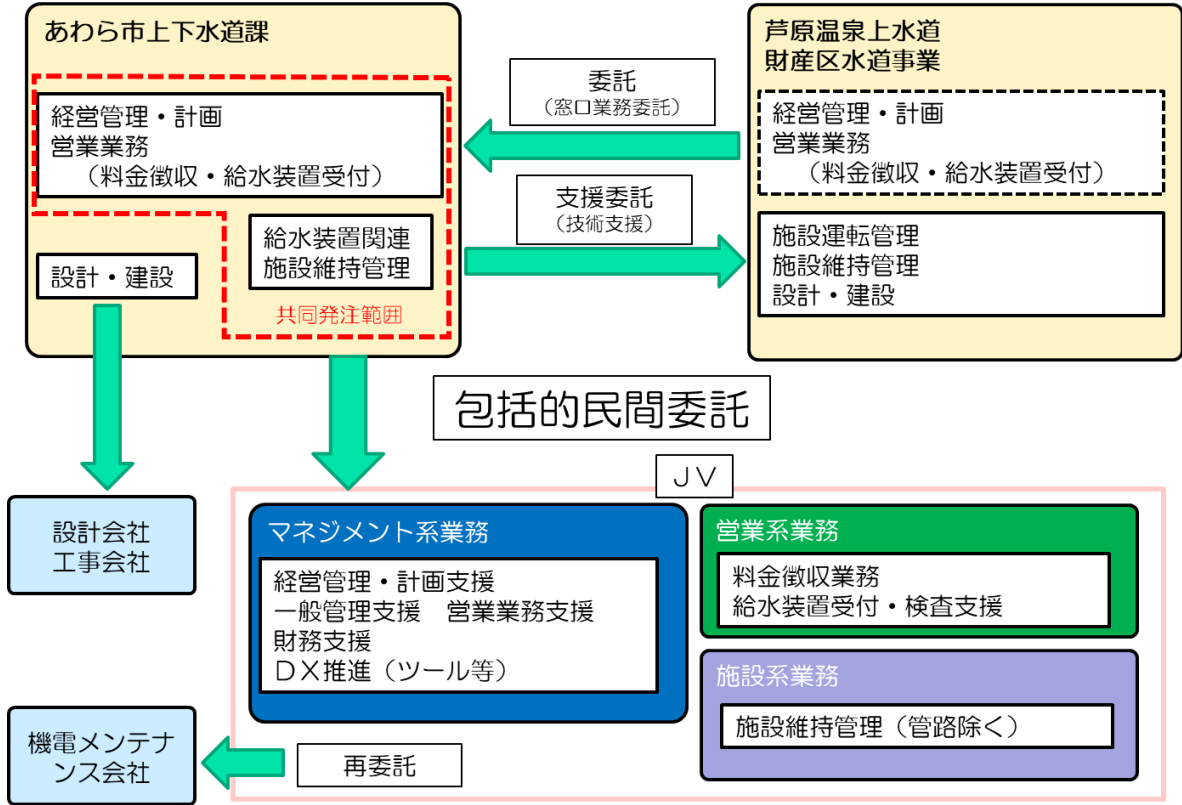 あわら市上下水道課
経営管理・計画
営業業務
（料金徴収・給水装置受付）
給水装置関連
施設維持管理
設計・建設
共同発注範囲
委託
（窓口業務委託）
支援委託
（技術支援）
芦原温泉上水道
財産区水道事業
経営管理・計画
営業業務
（料金徴収・給水装置受付）
施設運転管理
施設維持管理
設計・建設
包括的民間委託
ＪＶ
設計会社
工事会社
マネジメント系業務
経営管理・計画支援
一般管理支援　営業業務支援
財務支援
ＤＸ推進（ツール等）
営業系業務
料金徴収業務
給水装置受付・検査支援
施設系業務
施設維持管理（管路除く）
機電メンテナ
ンス会社
再委託